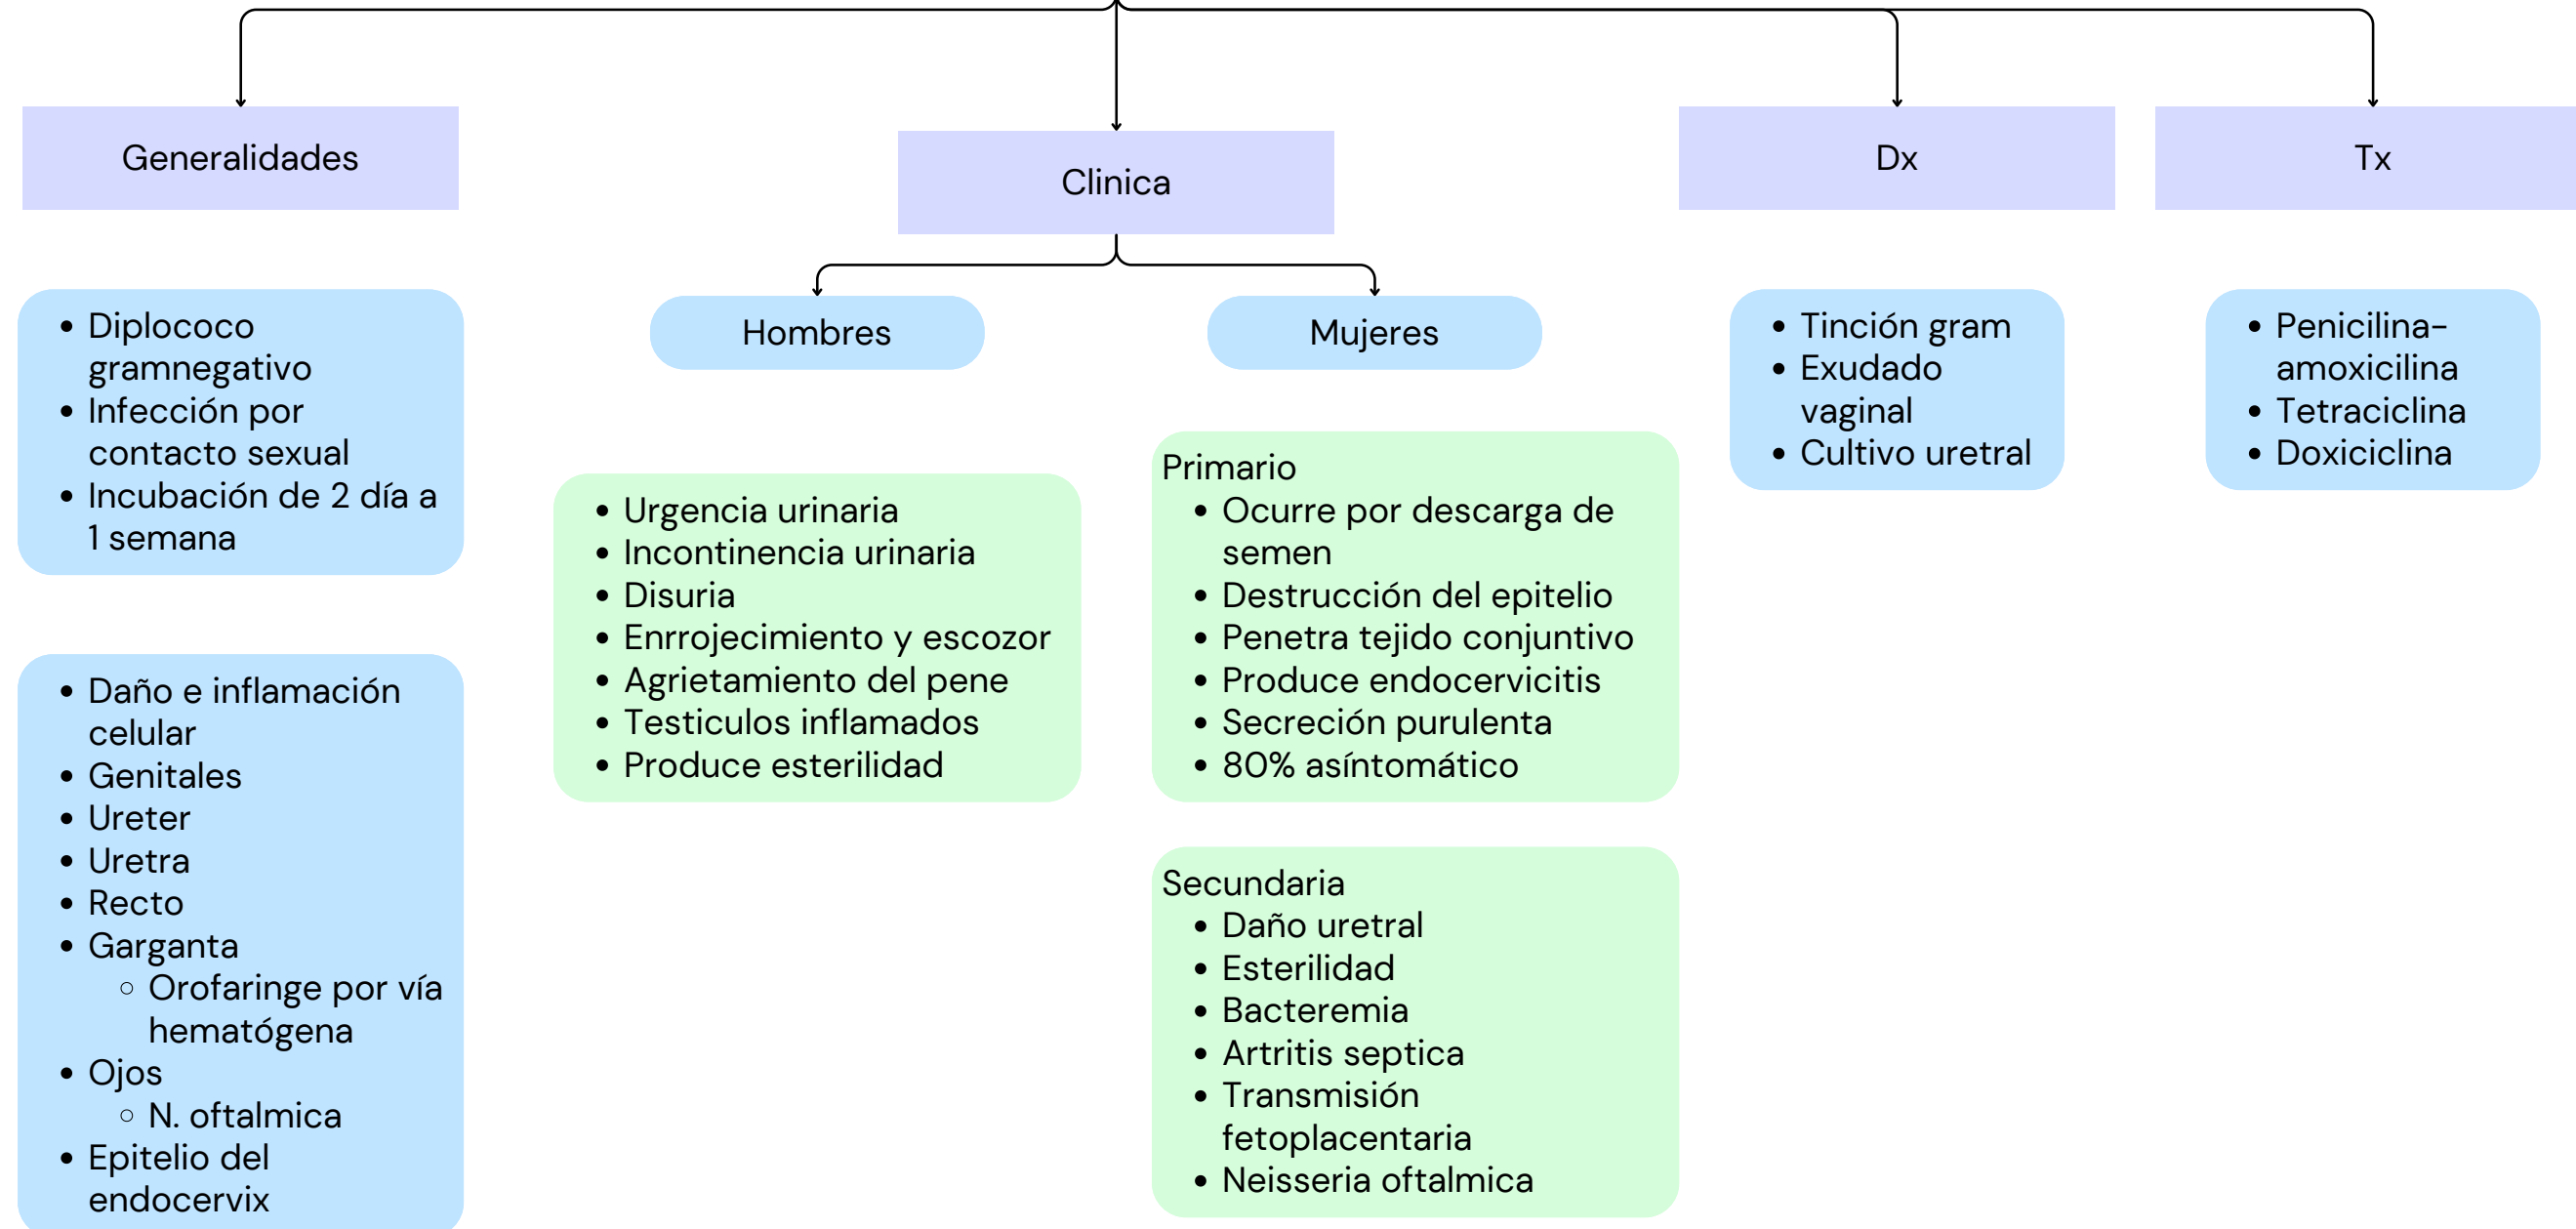 Generalidades
Clinica
Dx
Tx
Diplococo
gramnegativo
Infección por
contacto sexual
Incubación de 2 día a
1 semana
Daño e inflamación
celular
Genitales
Ureter
Uretra
Recto
Garganta
Orofaringe por vía
hematógena
Ojos
N. oftalmica
Epitelio del
endocervix
Hombres
Urgencia urinaria
Incontinencia urinaria
Disuria
Enrrojecimiento y escozor
Agrietamiento del pene
Testiculos inflamados
Produce esterilidad
Mujeres
Primario
Ocurre por descarga de
semen
Destrucción del epitelio
Penetra tejido conjuntivo
Produce endocervicitis
Secreción purulenta
80% asíntomático
Secundaria
Daño uretral
Esterilidad
Bacteremia
Artritis septica
Transmisión
fetoplacentaria
Neisseria oftalmica
Tinción gram
Exudado
vaginal
Cultivo uretral
Penicilina-
amoxicilina
Tetraciclina
Doxiciclina